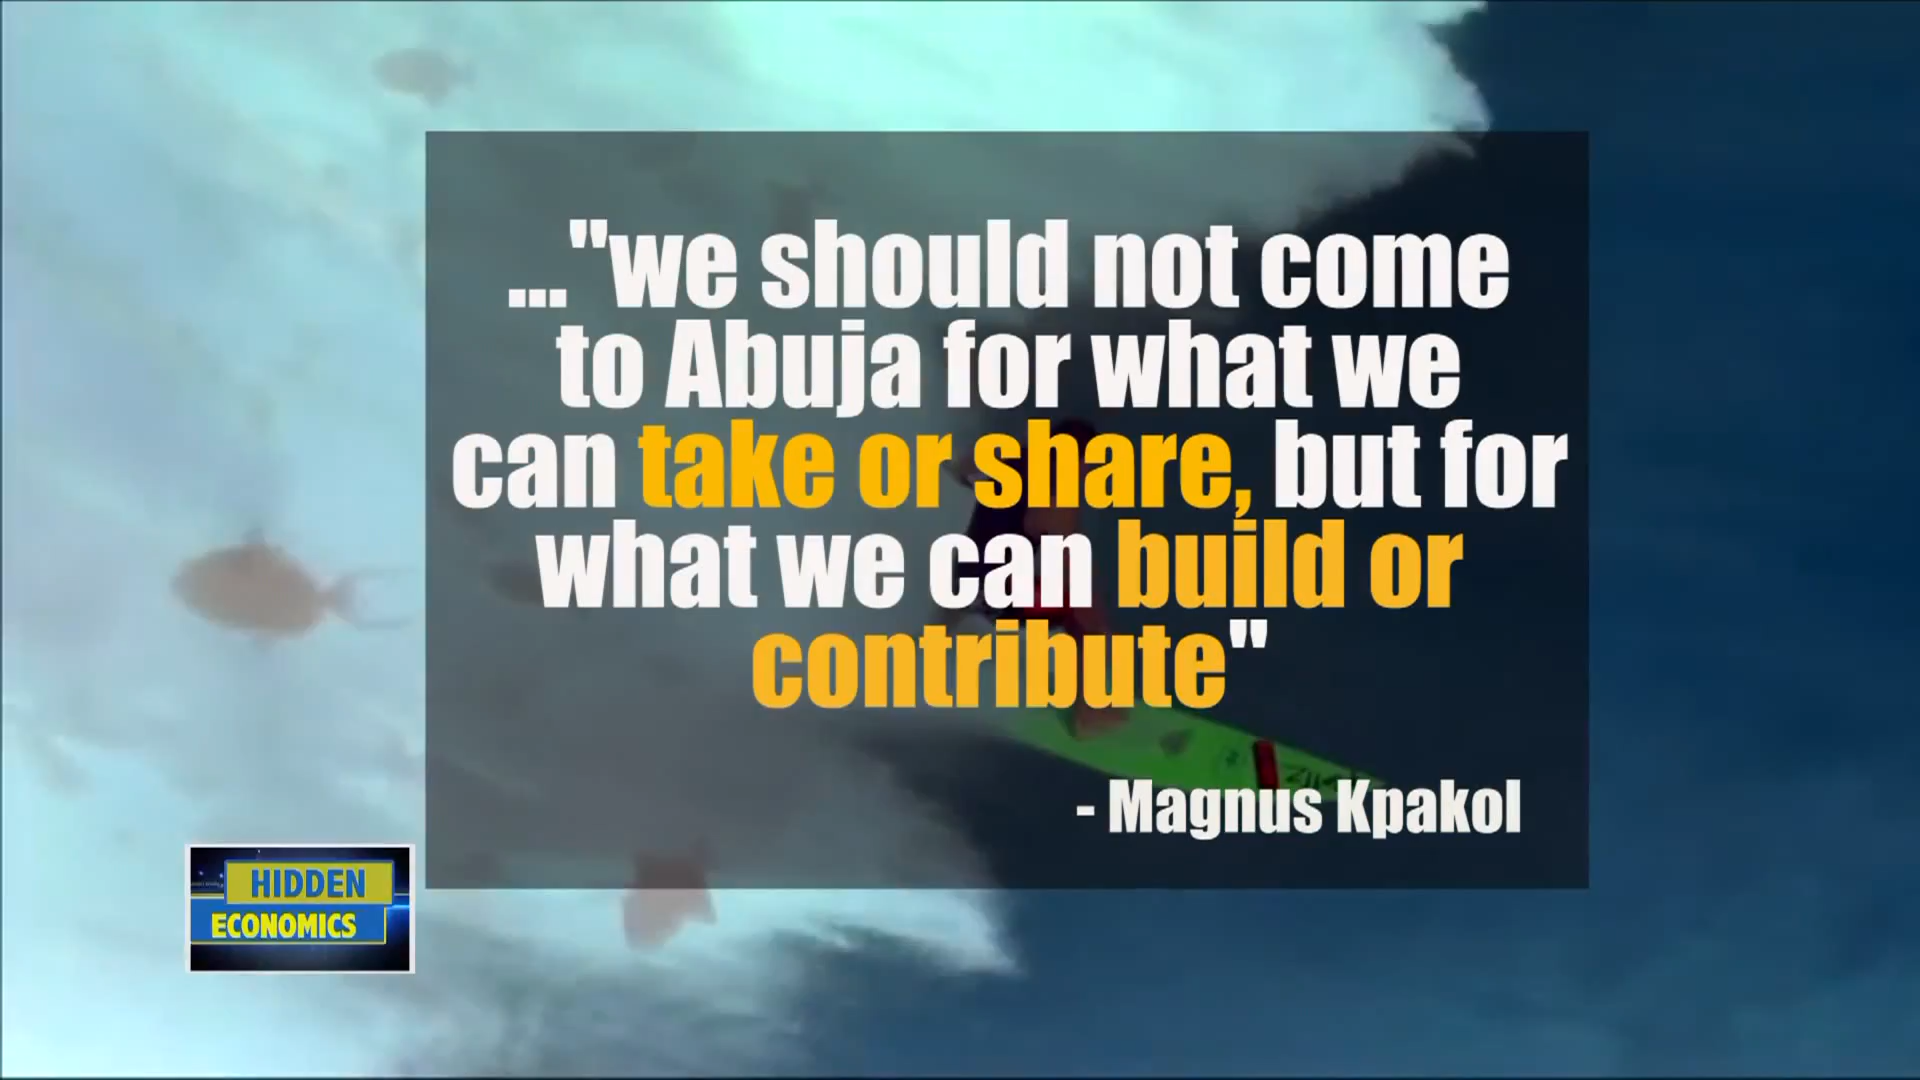 ..."we should not come
to Abuja for what we
can take or share, but for
what we can build or
contribute"
- Magnus Kpakol
HIDDEN
ECONOMICS